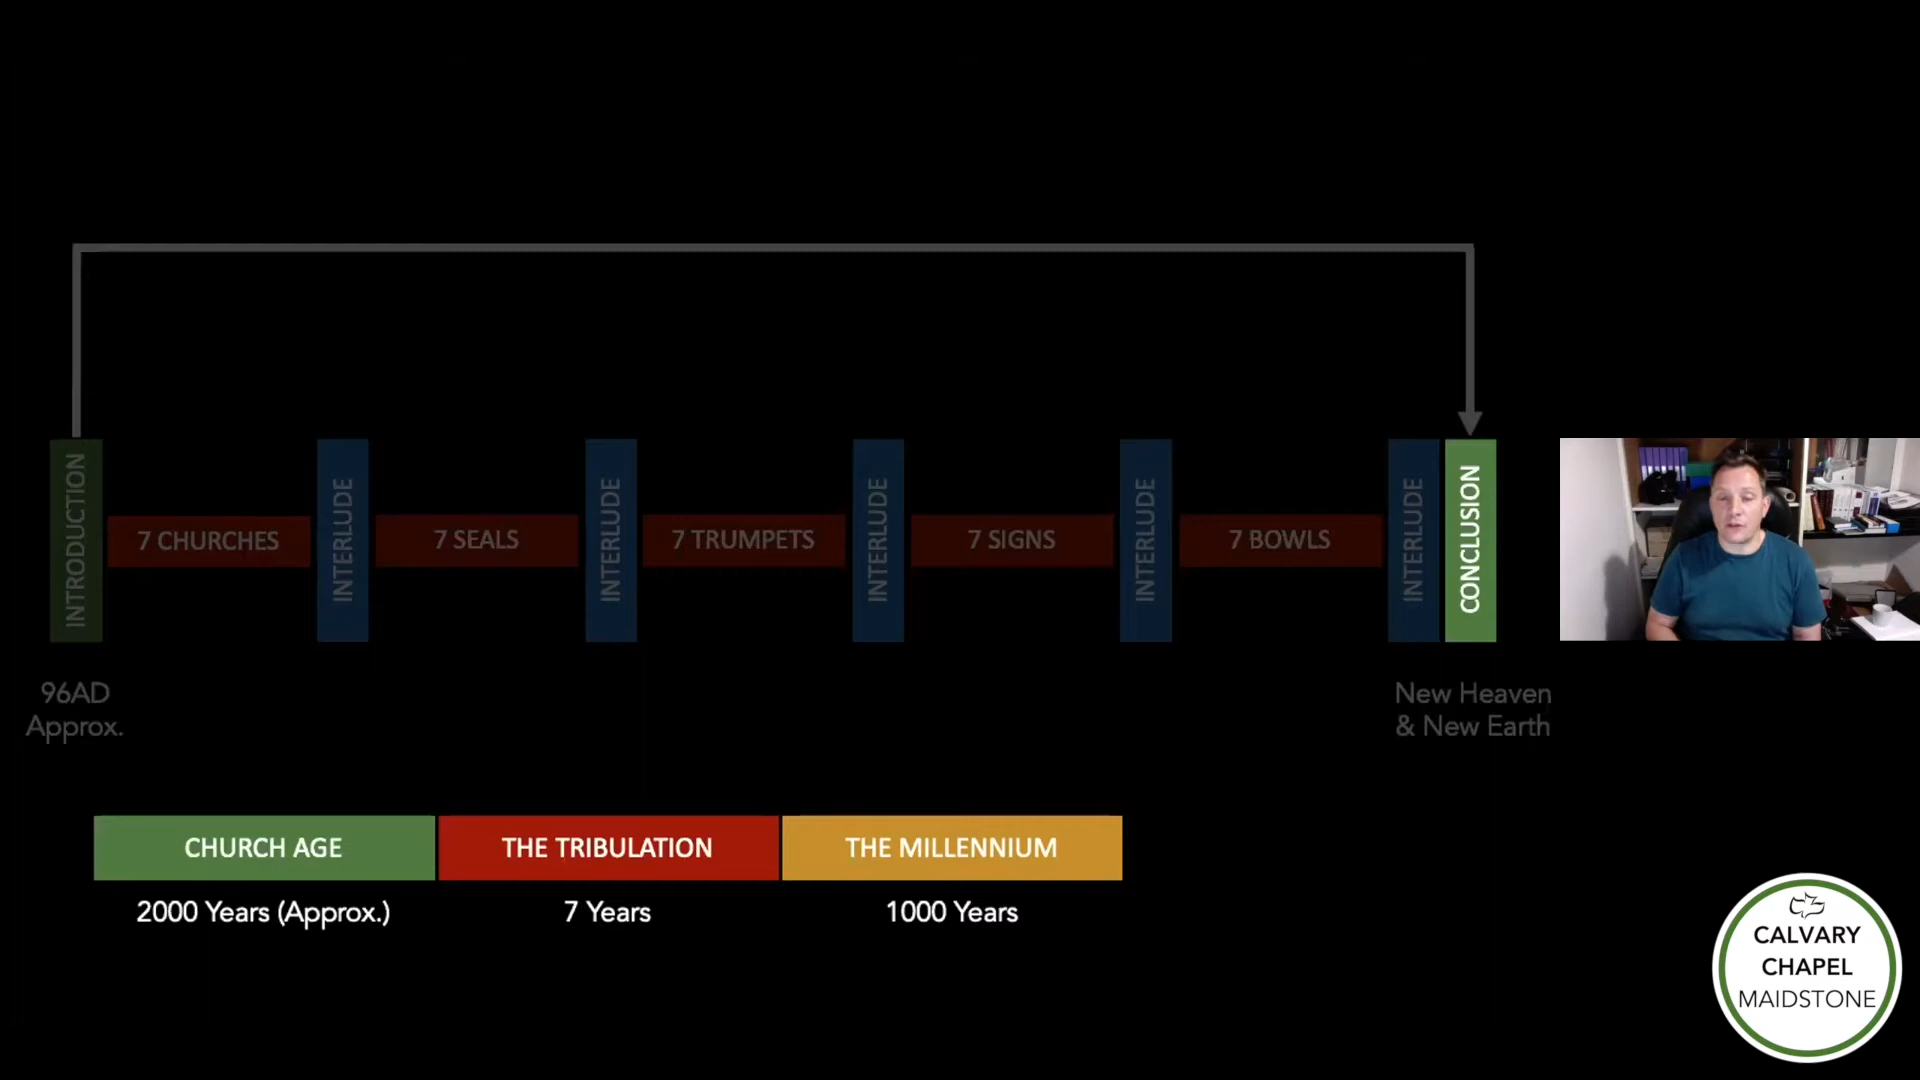 INTRODUCTION
7 CHURCHES
INTERLUDE
7 SEALS
INTERLUDE
7 TRUMPETS
INTERLUDE
7 SIGNS
INTERLUDE
7 BOWLS
INTERLUDE
CONCLUSION
96AD
Approx.
New Heaven
& New Earth
CHURCH AGE
THE TRIBULATION
THE MILLENNIUM
2000 Years (Approx.)
7 Years
1000 Years
CALVARY
CHAPEL
MAIDSTONE